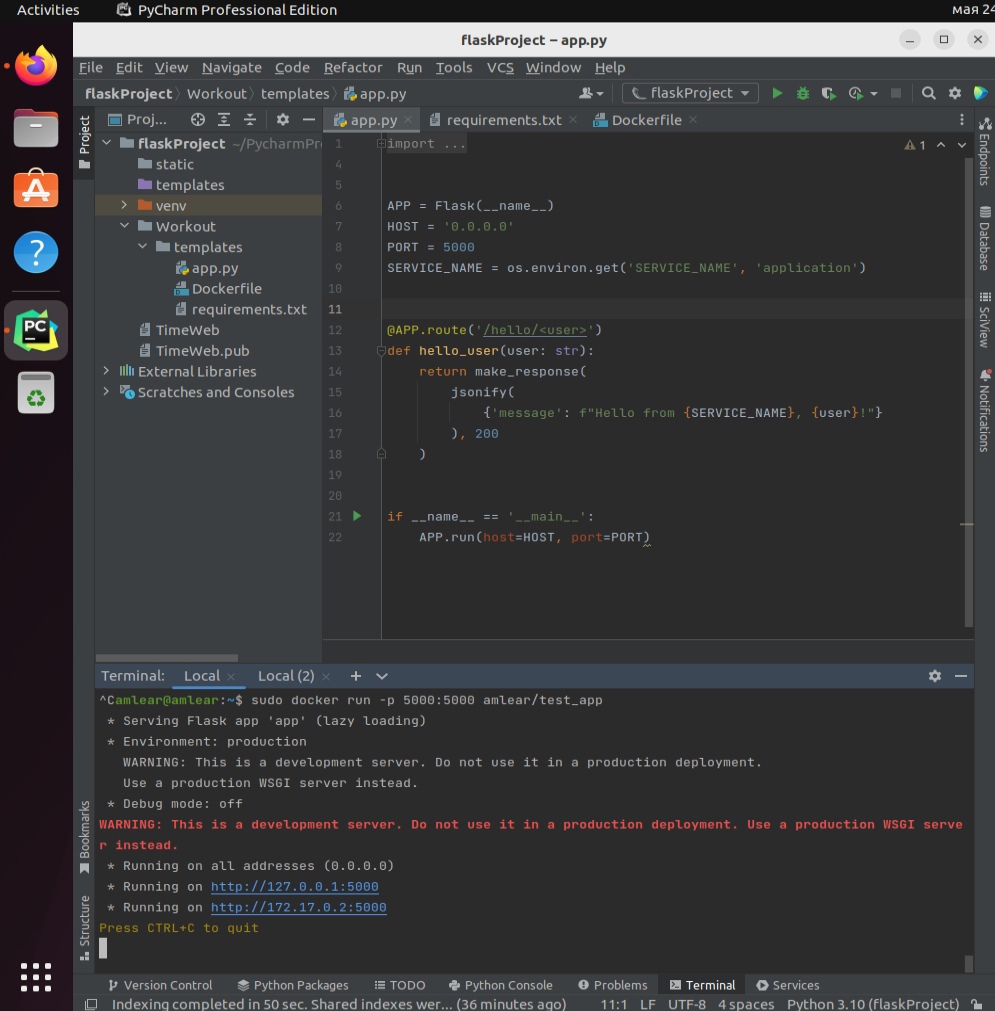 Activities PyCharm Professional Edition мая 24
flaskProject – app.py
File Edit View Navigate Code Refactor Run Tools VCS Window Help
flaskProject Workout templates app.py flaskProject
Project
Proj...
app.py requirements.txt Dockerfile
flaskProject ~/PycharmPr
static
templates
venv
Workout
templates
app.py
Dockerfile
requirements.txt
TimeWeb
TimeWeb.pub
External Libraries
Scratches and Consoles
1 import ... 1
4
5
6 APP = Flask(__name__)
7 HOST = '0.0.0.0'
8 PORT = 5000
9 SERVICE_NAME = os.environ.get('SERVICE_NAME', 'application')
10
11
12 @APP.route('/hello/<user>')
13 def hello_user(user: str):
14 return make_response(
15 jsonify(
16 {'message': f"Hello from {SERVICE_NAME}, {user}!"}
17 ), 200
18 )
19
20
21 if __name__ == '__main__':
22 APP.run(host=HOST, port=PORT)
Endpoints
Database
SciView
Notifications
PC
Terminal: Local Local (2)
^Camlear@amlear:~$ sudo docker run -p 5000:5000 amlear/test_app
* Serving Flask app 'app' (lazy loading)
* Environment: production
WARNING: This is a development server. Do not use it in a production deployment.
Use a production WSGI server instead.
* Debug mode: off
WARNING: This is a development server. Do not use it in a production deployment. Use a production WSGI serve
r instead.
* Running on all addresses (0.0.0.0)
* Running on http://127.0.0.1:5000
* Running on http://172.17.0.2:5000
Press CTRL+C to quit
Bookmarks
Structure
Version Control Python Packages TODO Python Console Problems Terminal Services
Indexing completed in 50 sec. Shared indexes wer... (36 minutes ago) 11:1 LF UTF-8 4 spaces Python 3.10 (flaskProject)